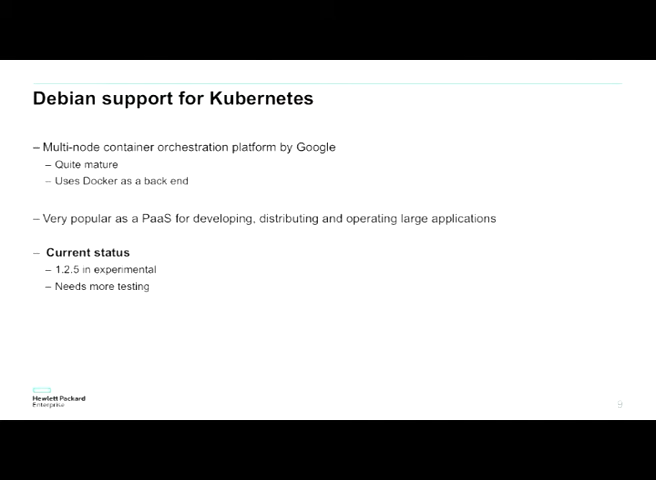 Debian support for Kubernetes
– Multi-node container orchestration platform by Google
– Quite mature
– Uses Docker as a back end
– Very popular as a PaaS for developing, distributing and operating large applications
– Current status
– 1.2.5 in experimental
– Needs more testing
Hewlett Packard
Enterprise